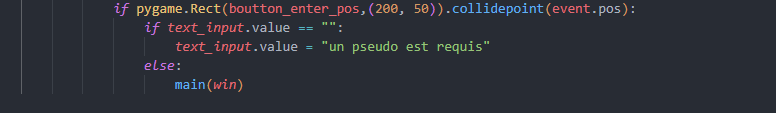 if pygame.Rect(boutton_enter_pos,(200, 50)).collidepoint(event.pos):
if text_input.value == "":
text_input.value = "un pseudo est requis"
else:
main(win)